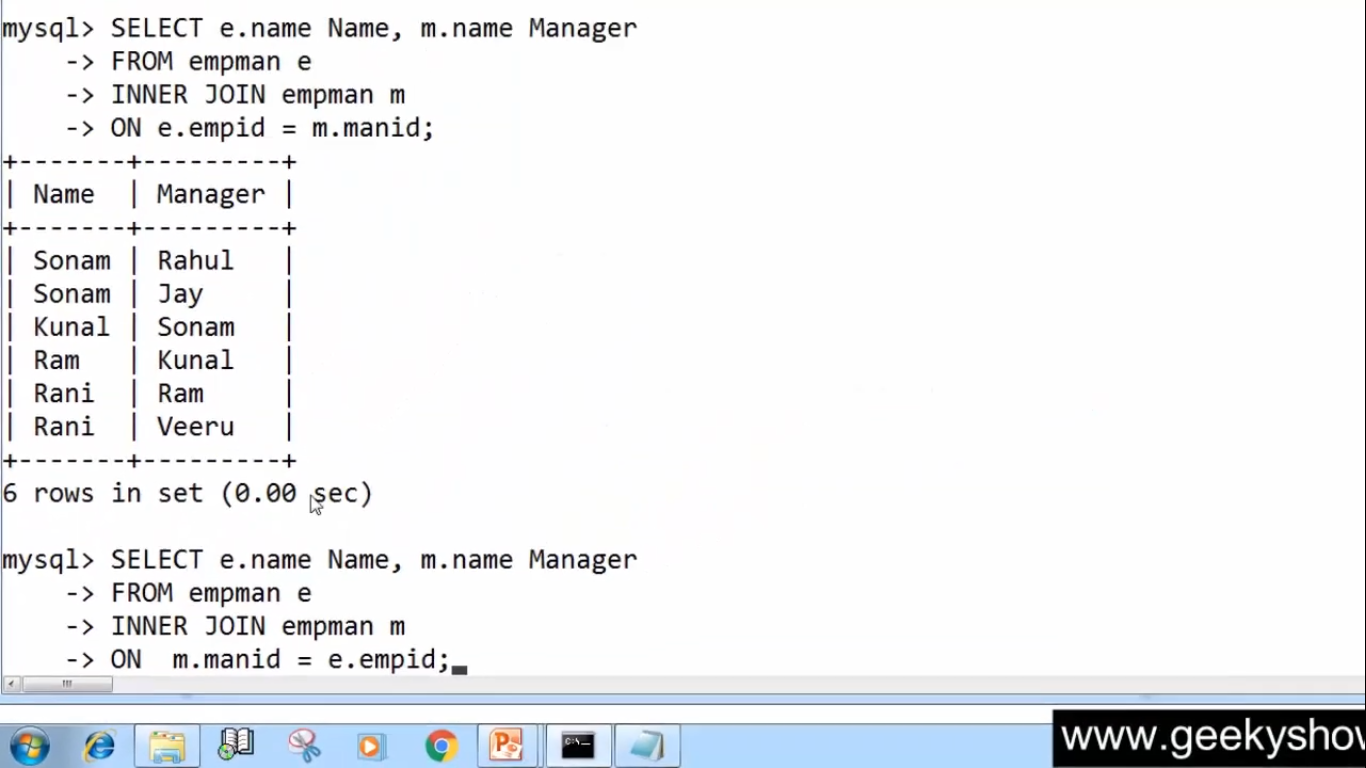 mysql> SELECT e.name Name, m.name Manager
    -> FROM empman e
    -> INNER JOIN empman m
    -> ON e.empid = m.manid;
+-------+---------+
| Name  | Manager |
+-------+---------+
| Sonam | Rahul   |
| Sonam | Jay     |
| Kunal | Sonam   |
| Ram   | Kunal   |
| Rani  | Ram     |
| Rani  | Veeru   |
+-------+---------+
6 rows in set (0.00 sec)
mysql> SELECT e.name Name, m.name Manager
    -> FROM empman e
    -> INNER JOIN empman m
    -> ON  m.manid = e.empid;
www.geekyshow